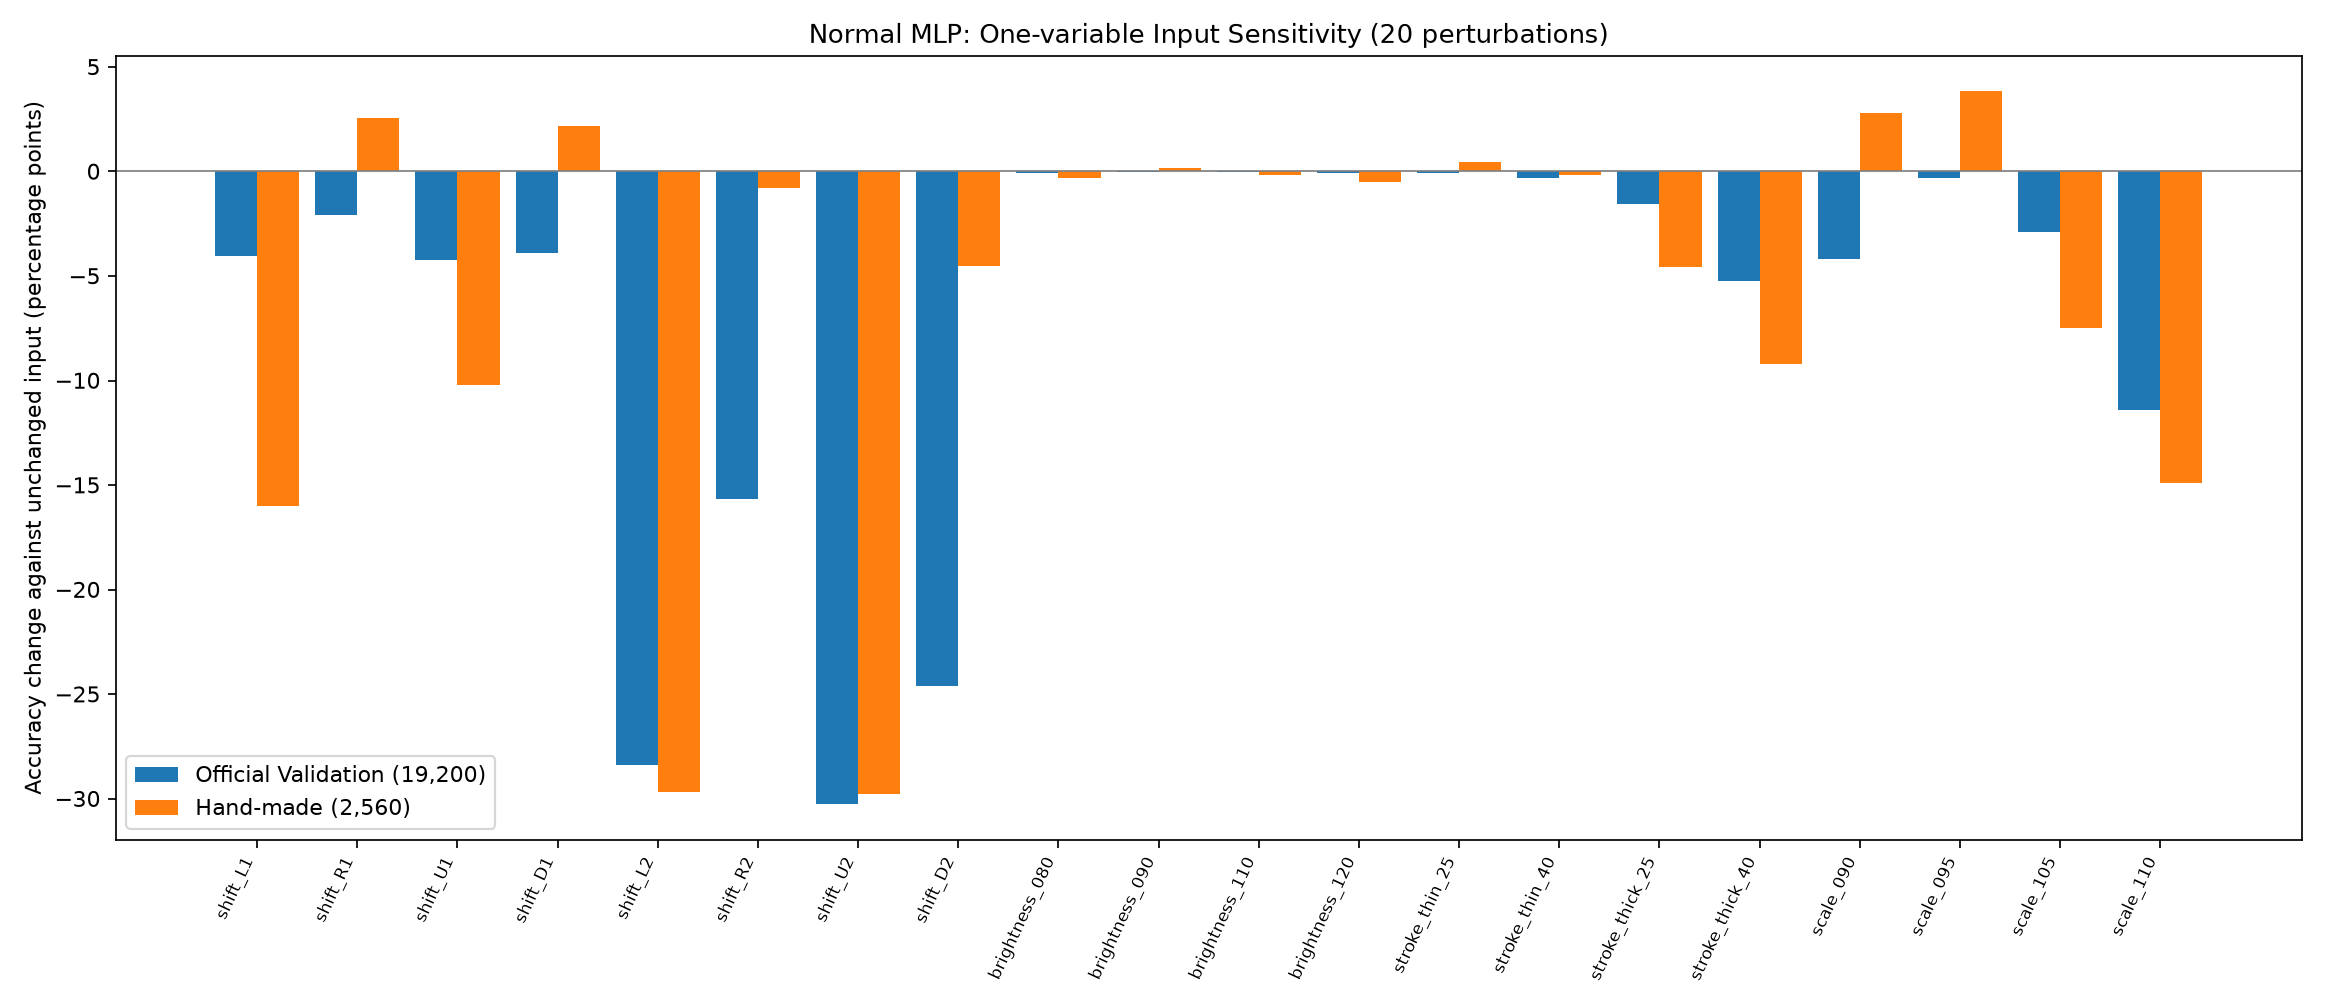 Normal MLP: One-variable Input Sensitivity (20 perturbations)
Accuracy change against unchanged input (percentage points)
5
0
−5
−10
−15
−20
−25
−30
Official Validation (19,200)
Hand-made (2,560)
shift_L1
shift_R1
shift_U1
shift_D1
shift_L2
shift_R2
shift_U2
shift_D2
brightness_080
brightness_090
brightness_110
brightness_120
stroke_thin_25
stroke_thin_40
stroke_thick_25
stroke_thick_40
scale_090
scale_095
scale_105
scale_110